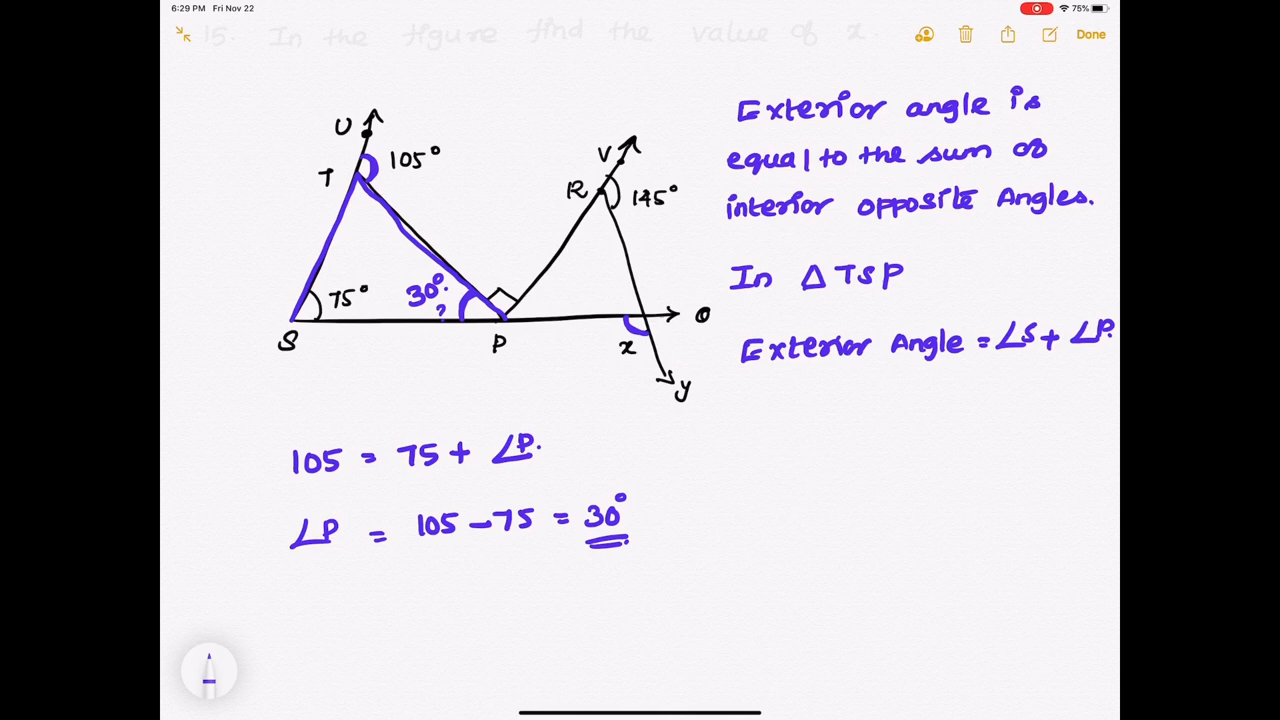 6:29 PM Fri Nov 22
75%
15. In the figure find the value of x.
Done
U
105°
T
V
R
145°
75°
30°.
?
S
P
x
Q
y
Exterior angle is
equal to the sum of
interior opposite Angles.
In Δ TSP
Exterior Angle = ∠S + ∠P.
105 = 75 + ∠P.
∠P = 105 - 75 = 30°